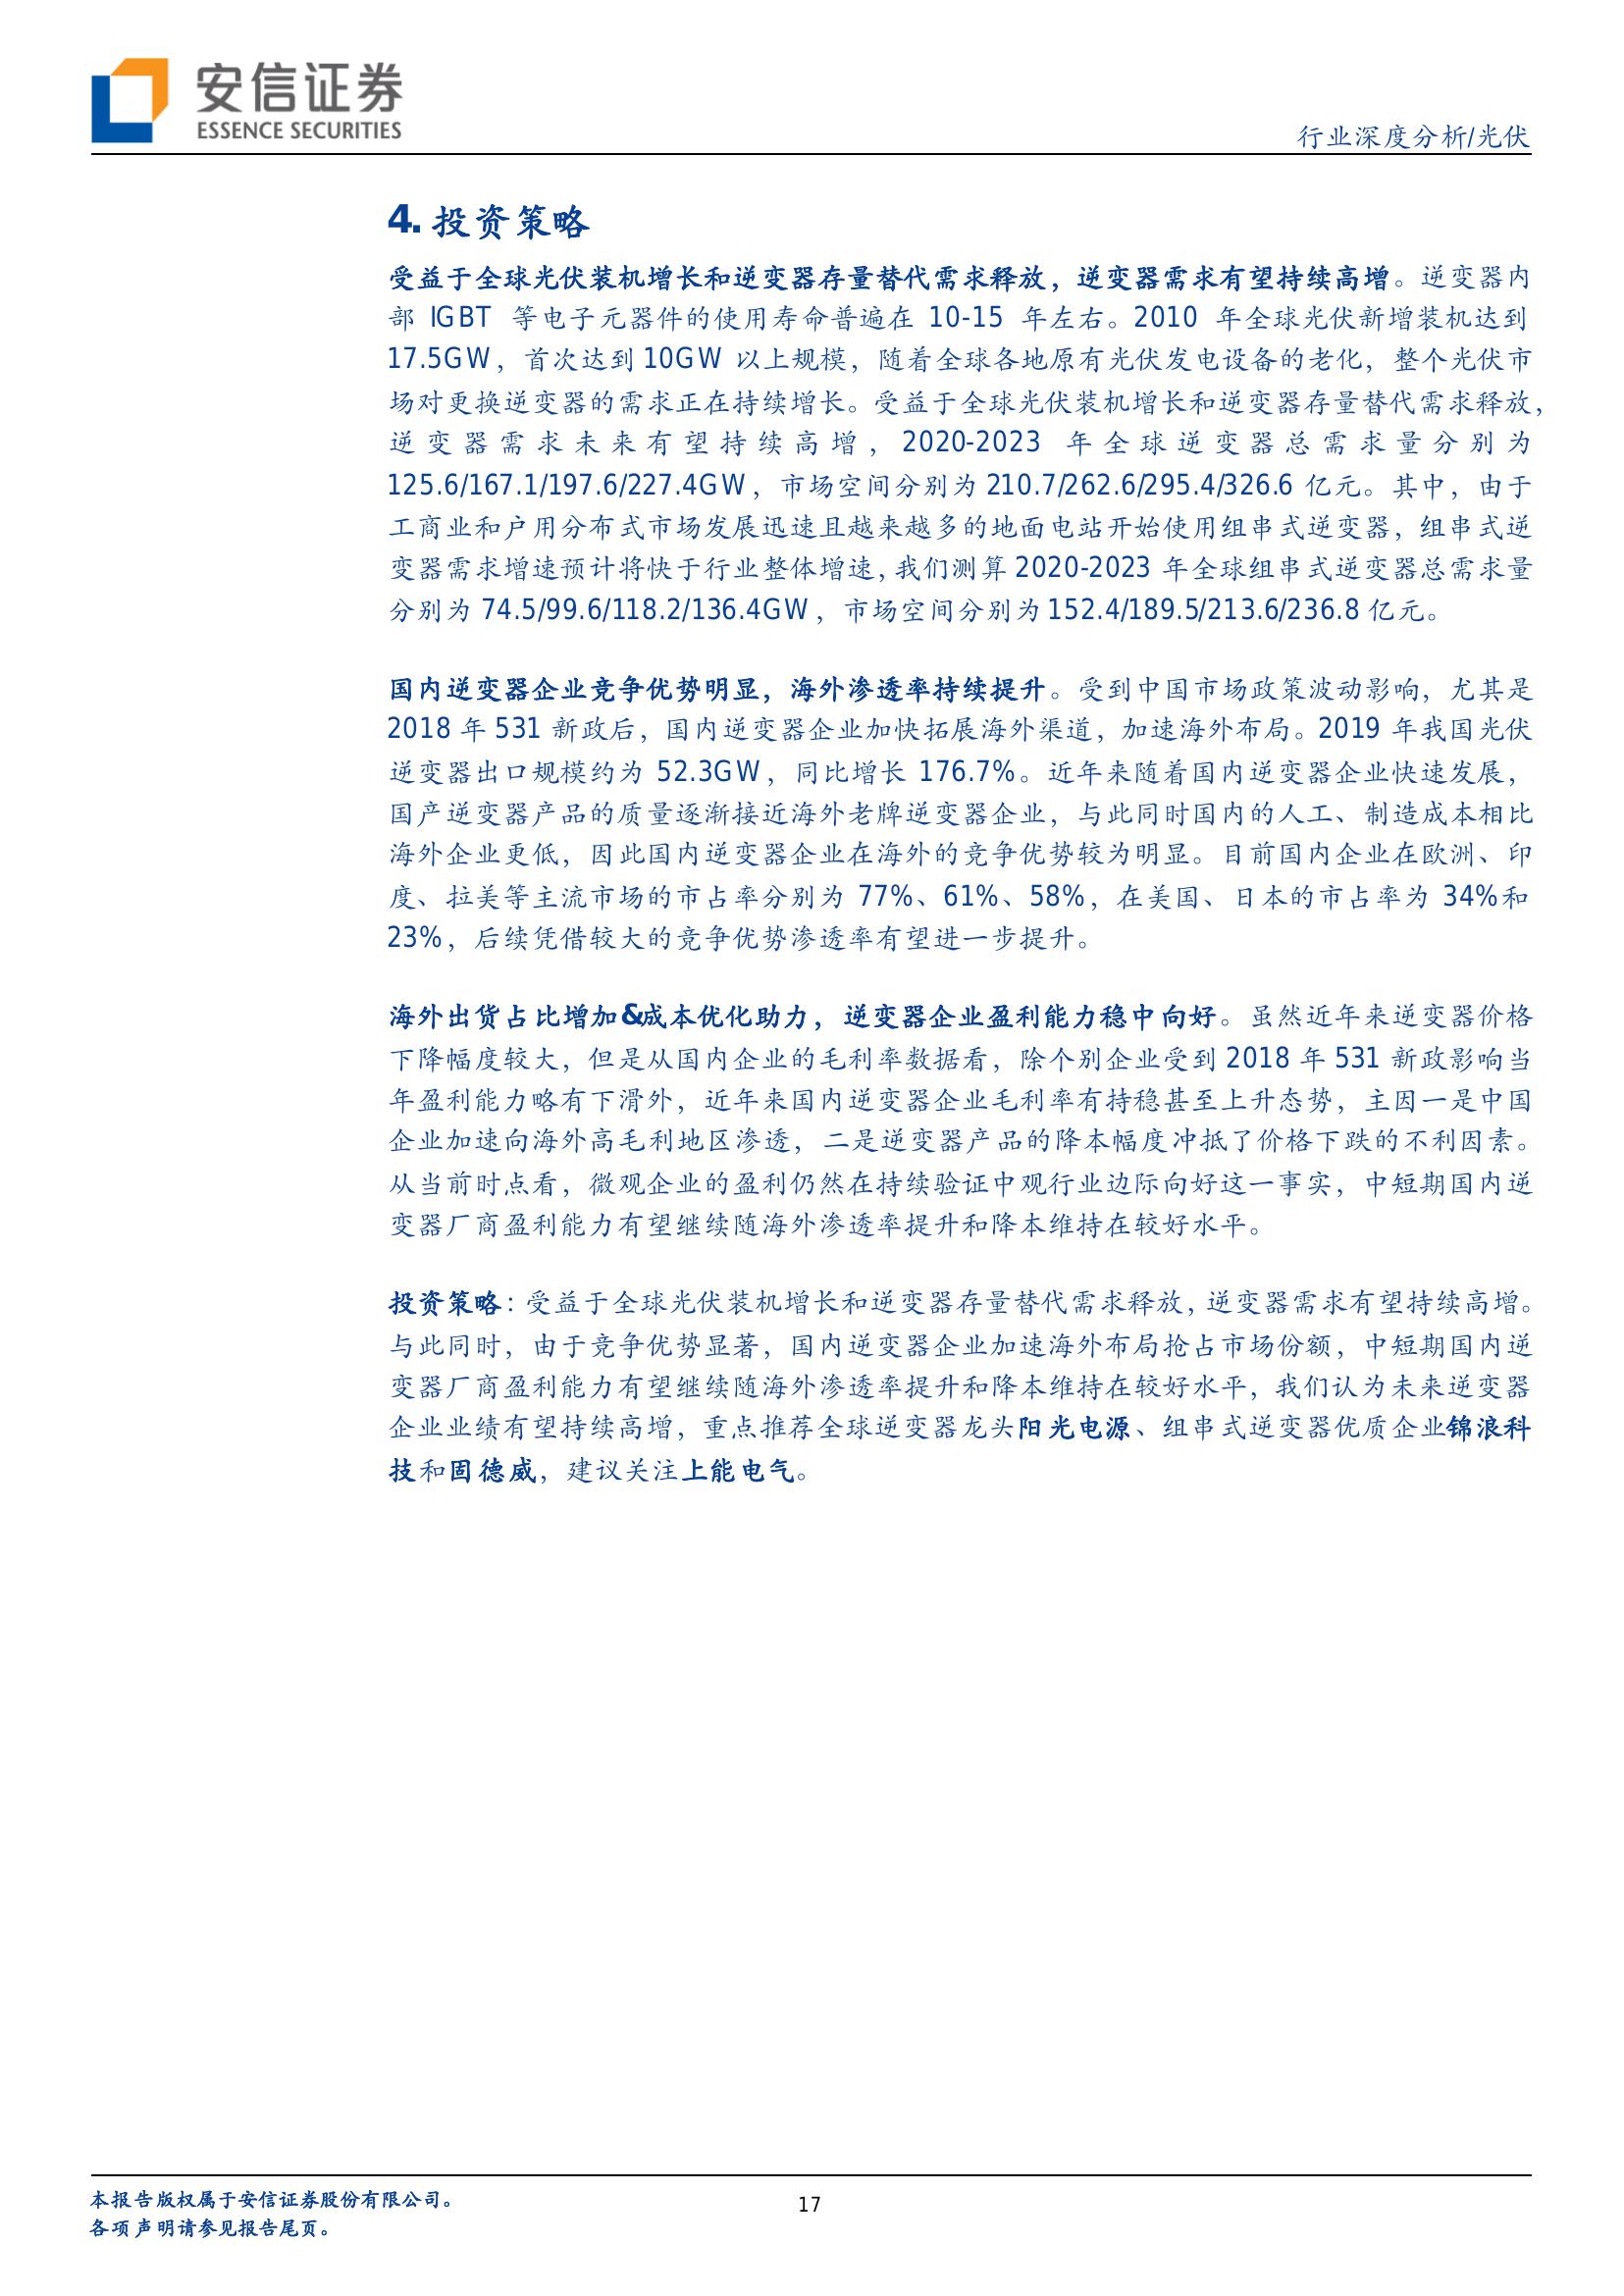 安信证券
ESSENCE SECURITIES
行业深度分析/光伏
4. 投资策略
受益于全球光伏装机增长和逆变器存量替代需求释放，逆变器需求有望持续高增。逆变器内
部 IGBT 等电子元器件的使用寿命普遍在 10-15 年左右。2010 年全球光伏新增装机达到
17.5GW，首次达到 10GW 以上规模，随着全球各地原有光伏发电设备的老化，整个光伏市
场对更换逆变器的需求正在持续增长。受益于全球光伏装机增长和逆变器存量替代需求释放，
逆变器需求未来有望持续高增，2020-2023 年全球逆变器总需求量分别为
125.6/167.1/197.6/227.4GW，市场空间分别为 210.7/262.6/295.4/326.6 亿元。其中，由于
工商业和户用分布式市场发展迅速且越来越多的地面电站开始使用组串式逆变器，组串式逆
变器需求增速预计将快于行业整体增速，我们测算 2020-2023 年全球组串式逆变器总需求量
分别为 74.5/99.6/118.2/136.4GW，市场空间分别为 152.4/189.5/213.6/236.8 亿元。
国内逆变器企业竞争优势明显，海外渗透率持续提升。受到中国市场政策波动影响，尤其是
2018 年 531 新政后，国内逆变器企业加快拓展海外渠道，加速海外布局。2019 年我国光伏
逆变器出口规模约为 52.3GW，同比增长 176.7%。近年来随着国内逆变器企业快速发展，
国产逆变器产品的质量逐渐接近海外老牌逆变器企业，与此同时国内的人工、制造成本相比
海外企业更低，因此国内逆变器企业在海外的竞争优势较为明显。目前国内企业在欧洲、印
度、拉美等主流市场的市占率分别为 77%、61%、58%，在美国、日本的市占率为 34%和
23%，后续凭借较大的竞争优势渗透率有望进一步提升。
海外出货占比增加&成本优化助力，逆变器企业盈利能力稳中向好。虽然近年来逆变器价格
下降幅度较大，但是从国内企业的毛利率数据看，除个别企业受到 2018 年 531 新政影响当
年盈利能力略有下滑外，近年来国内逆变器企业毛利率有持稳甚至上升态势，主因一是中国
企业加速向海外高毛利地区渗透，二是逆变器产品的降本幅度冲抵了价格下跌的不利因素。
从当前时点看，微观企业的盈利仍然在持续验证中观行业边际向好这一事实，中短期国内逆
变器厂商盈利能力有望继续随海外渗透率提升和降本维持在较好水平。
投资策略：受益于全球光伏装机增长和逆变器存量替代需求释放，逆变器需求有望持续高增。
与此同时，由于竞争优势显著，国内逆变器企业加速海外布局抢占市场份额，中短期国内逆
变器厂商盈利能力有望继续随海外渗透率提升和降本维持在较好水平，我们认为未来逆变器
企业业绩有望持续高增，重点推荐全球逆变器龙头阳光电源、组串式逆变器优质企业锦浪科
技和固德威，建议关注上能电气。
本报告版权属于安信证券股份有限公司。
17
各项声明请参见报告尾页。